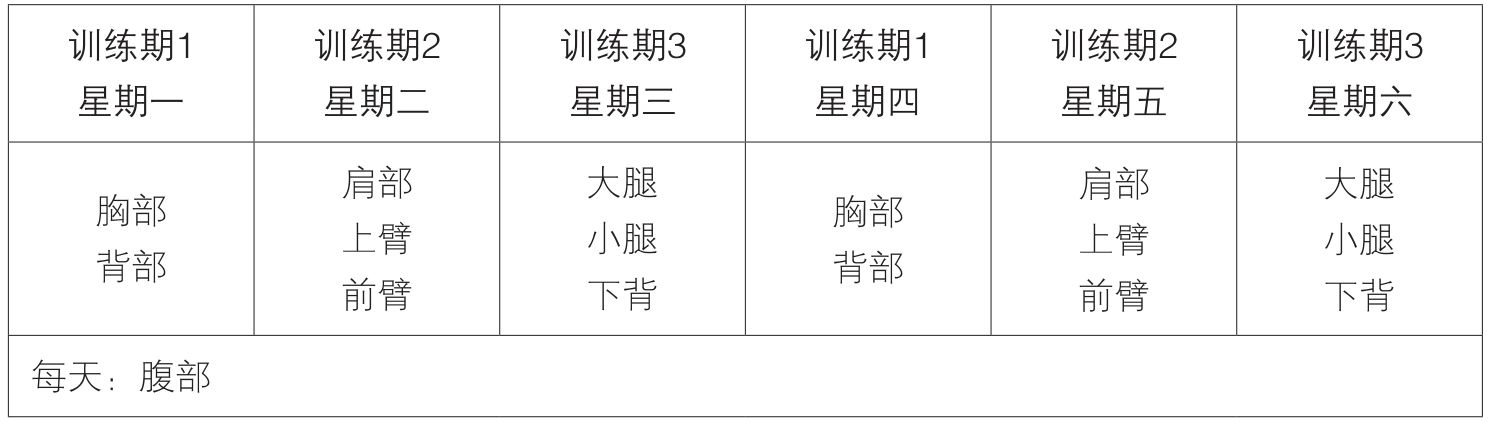 训练期1
星期一
训练期2
星期二
训练期3
星期三
训练期1
星期四
训练期2
星期五
训练期3
星期六
胸部
背部
肩部
上臂
前臂
大腿
小腿
下背
胸部
背部
肩部
上臂
前臂
大腿
小腿
下背
每天：腹部